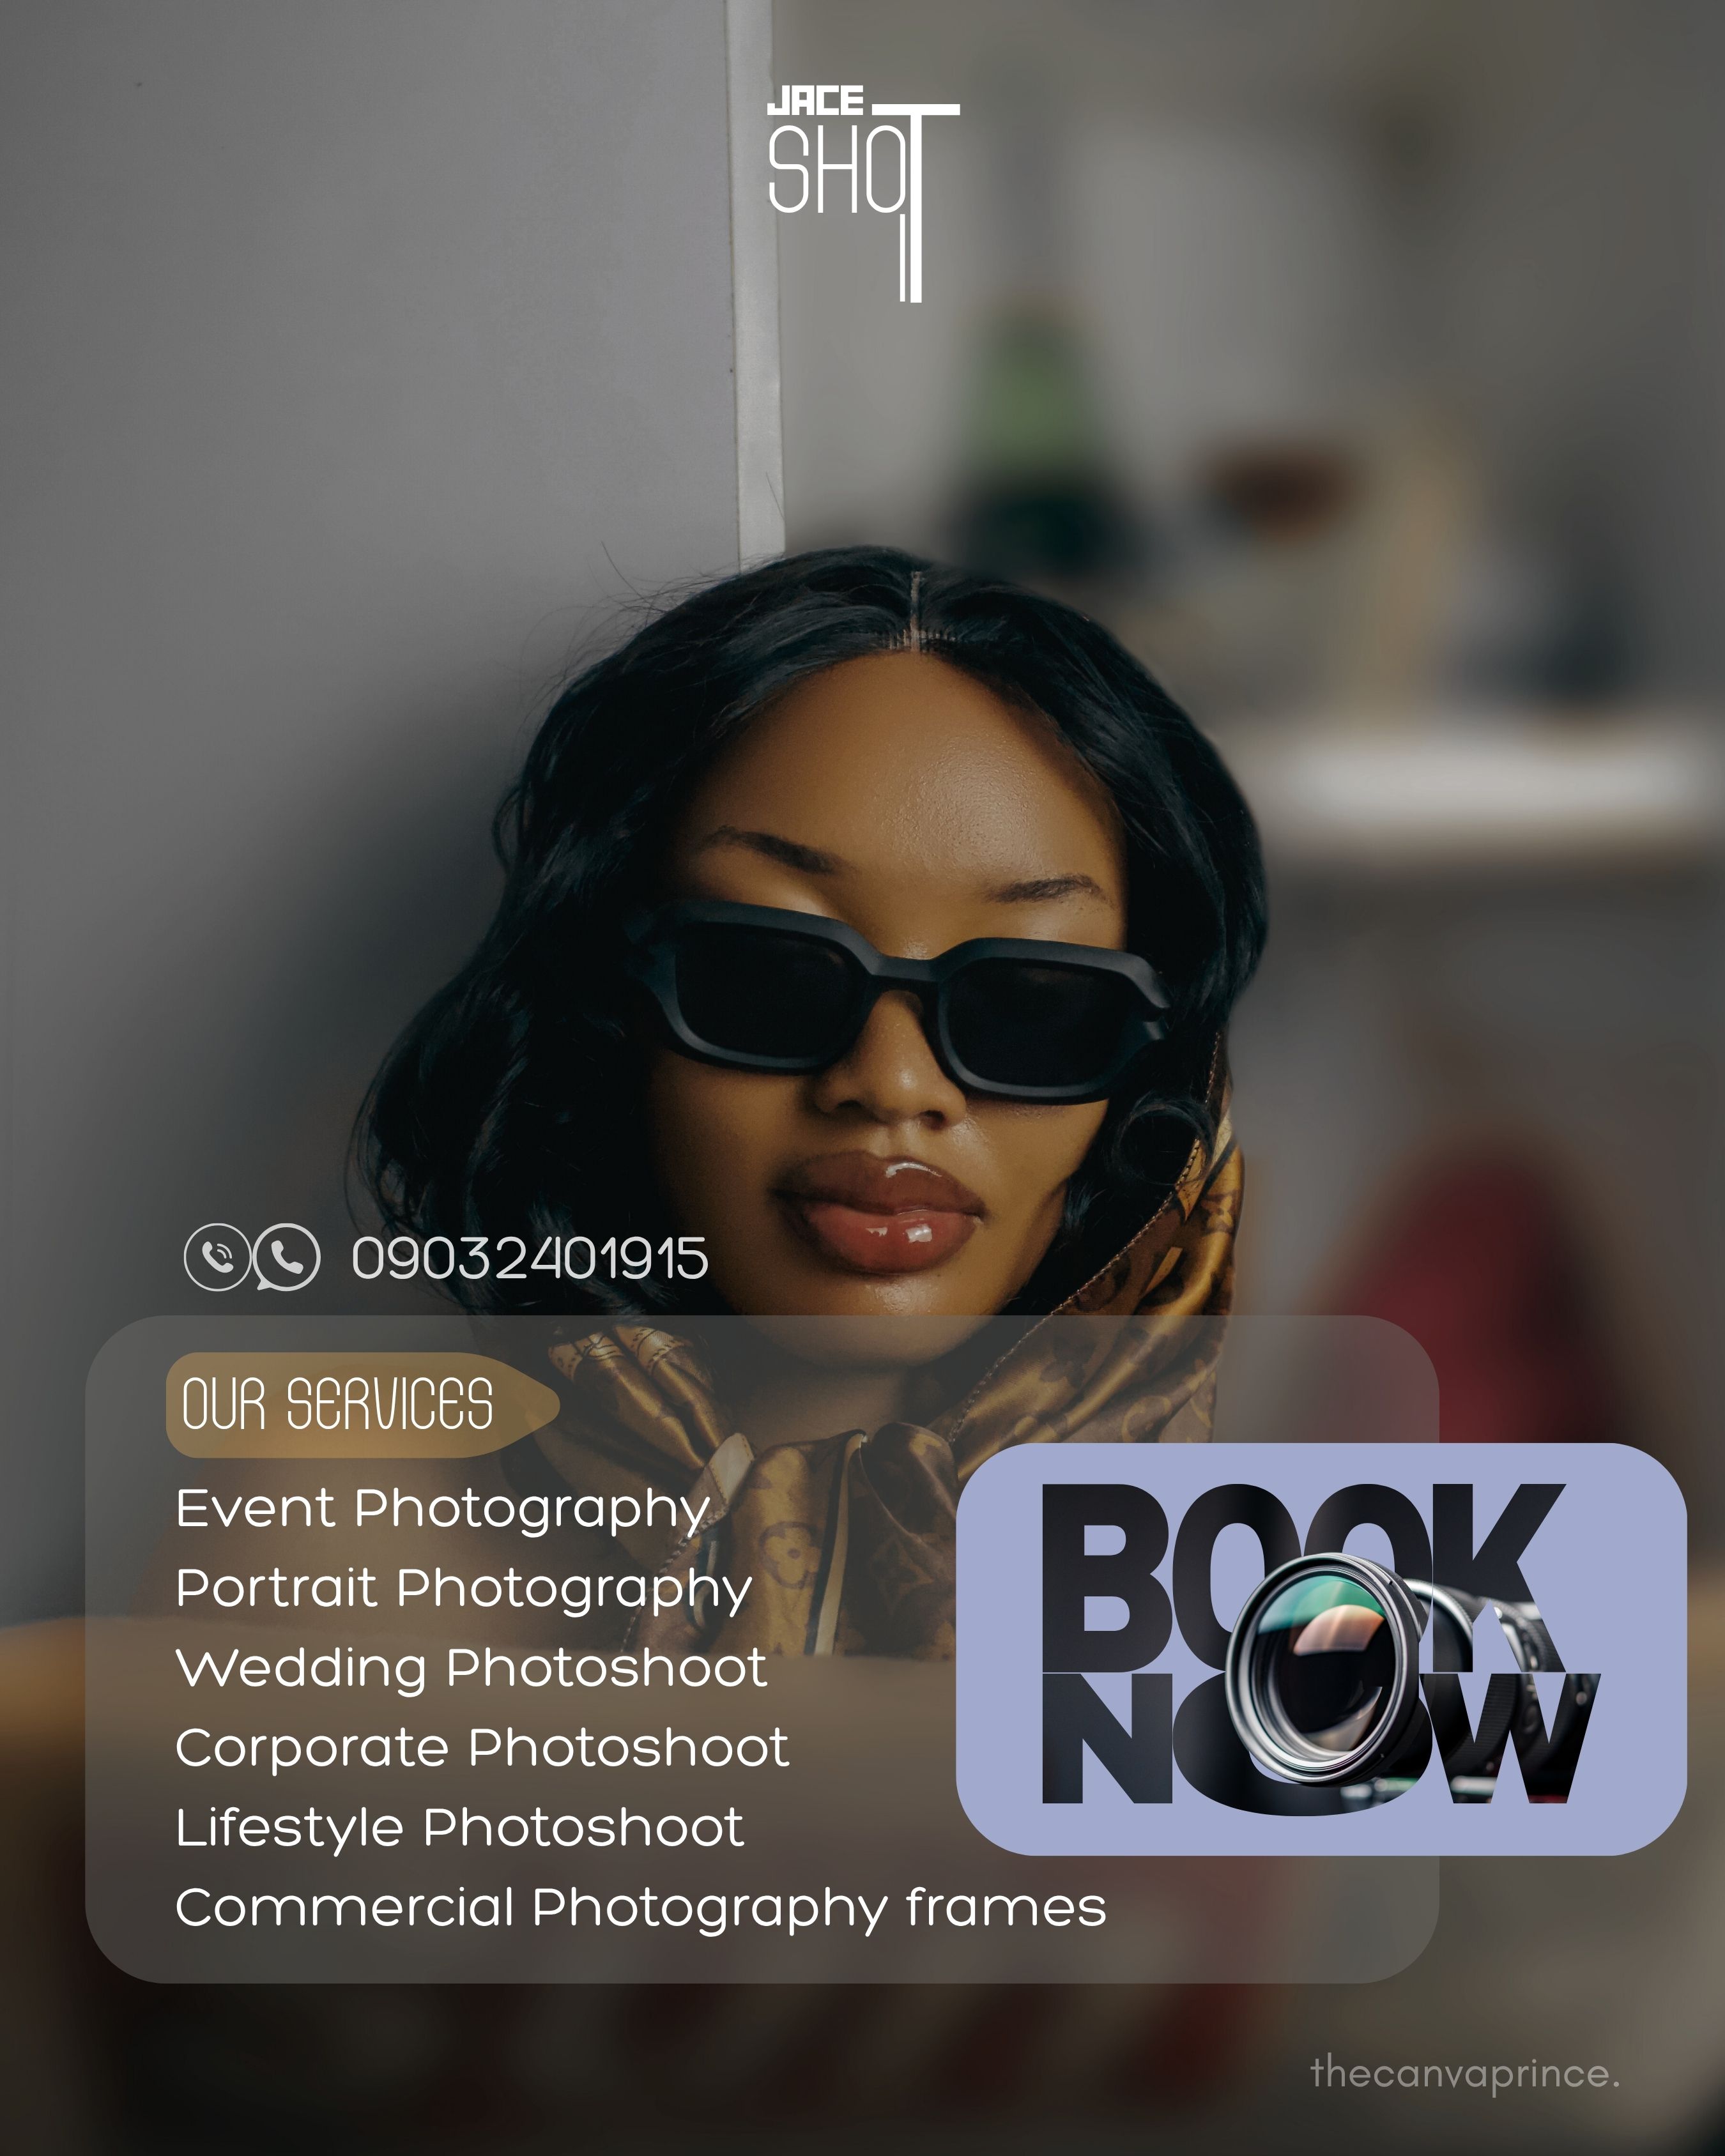 JACE
SHOT
09032401915
OUR SERVICES
Event Photography
Portrait Photography
Wedding Photoshoot
Corporate Photoshoot
Lifestyle Photoshoot
Commercial Photography frames
BOOK
NOW
thecanvaprince.